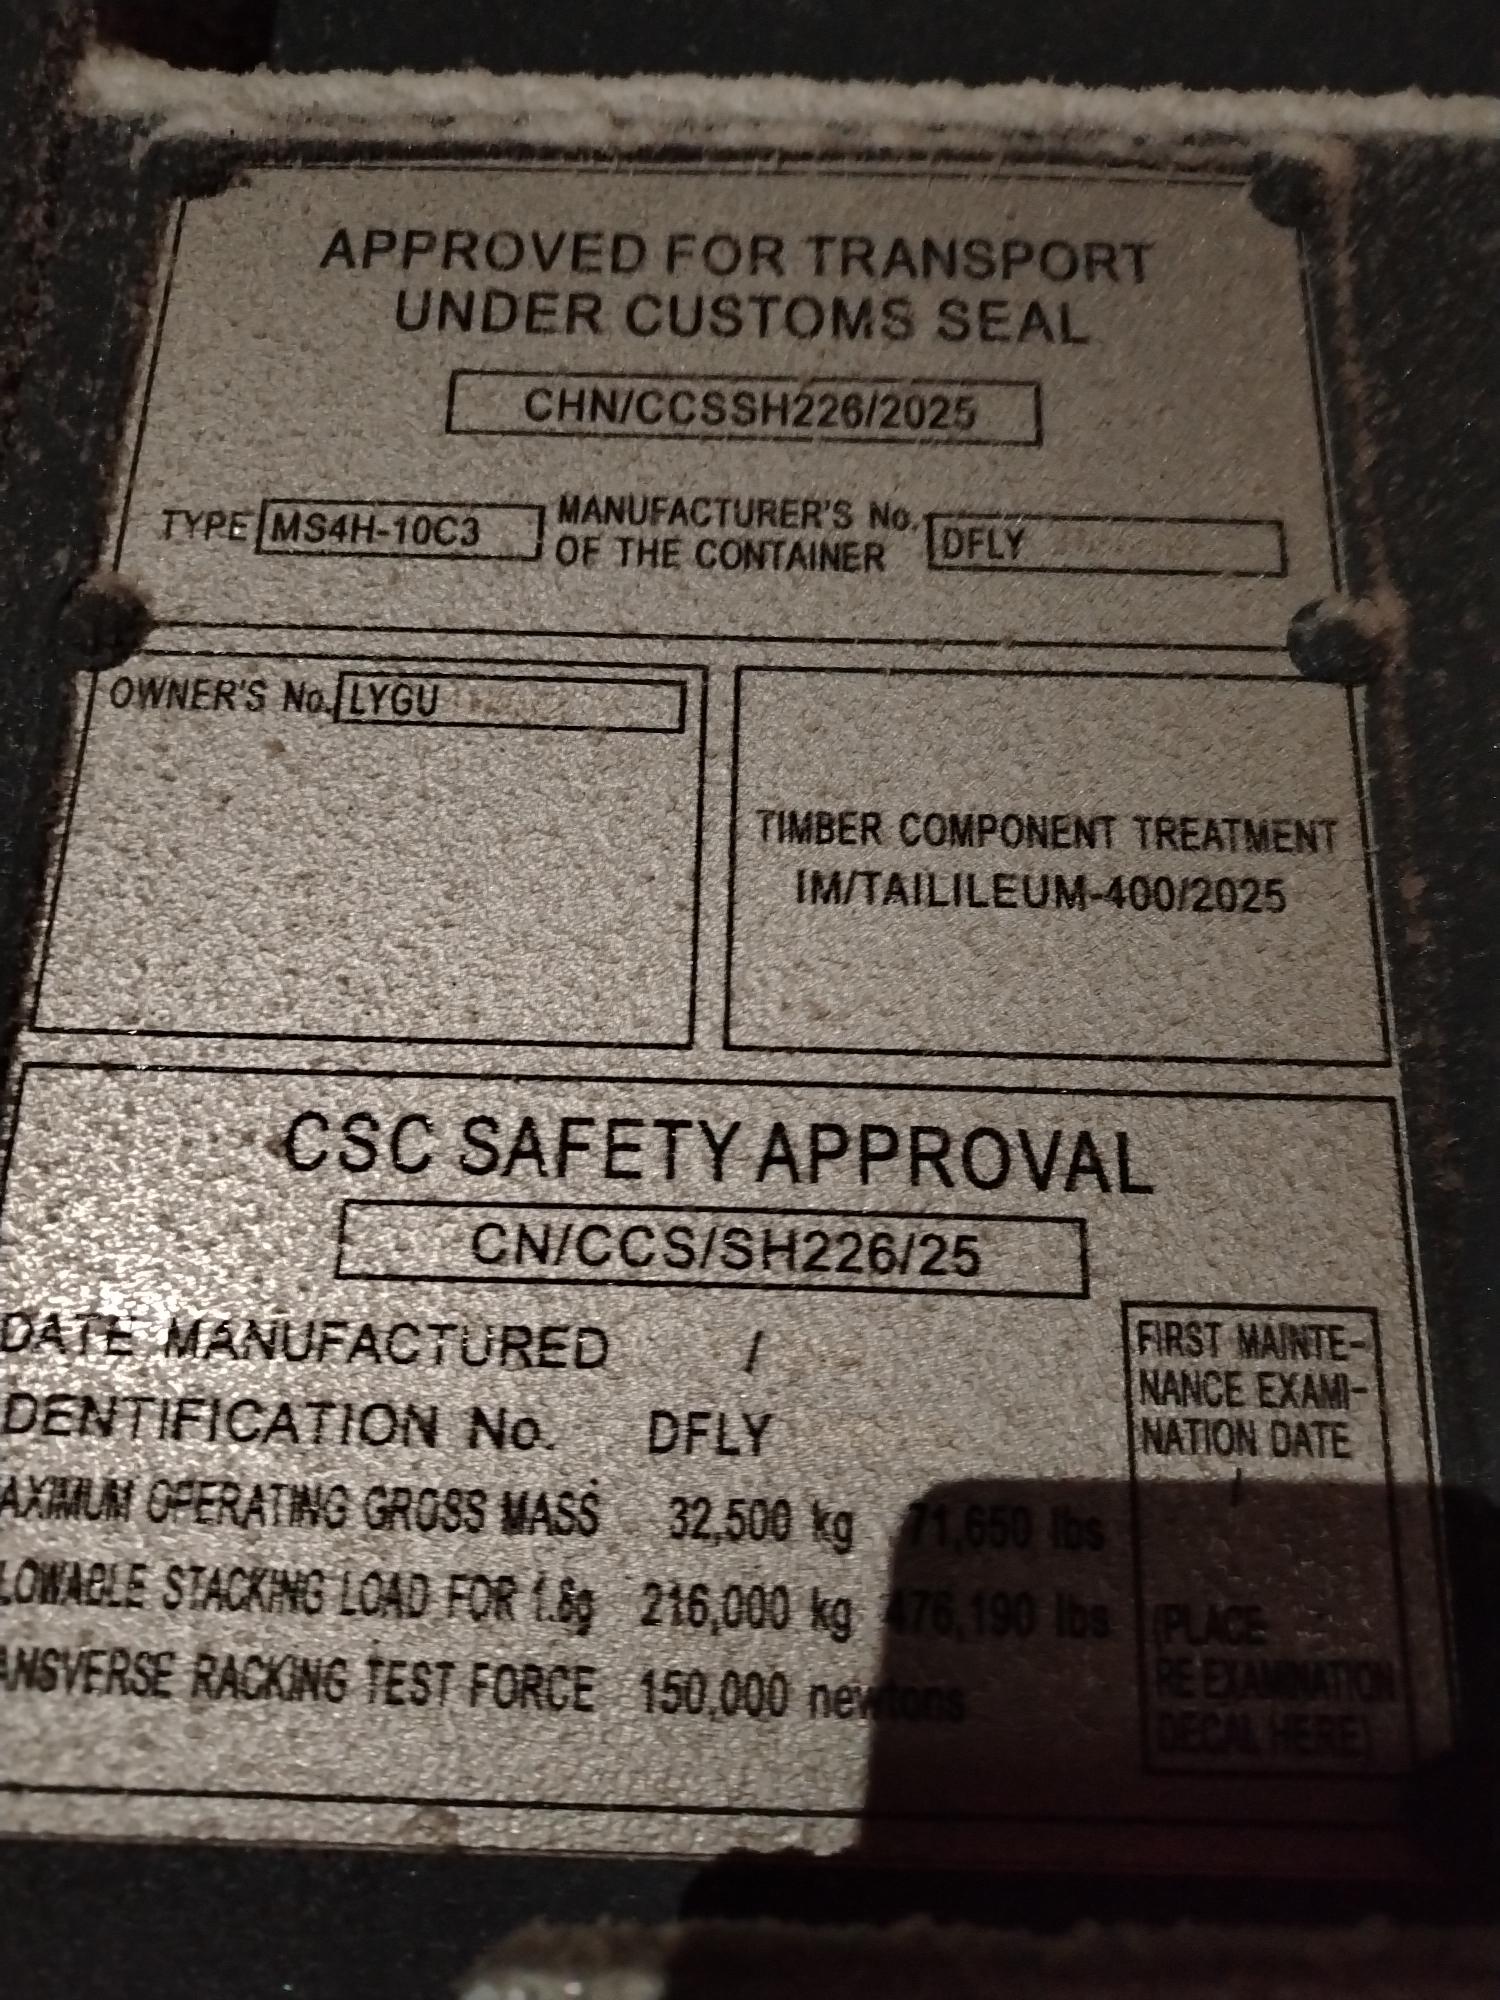 APPROVED FOR TRANSPORT
UNDER CUSTOMS SEAL
CHN/CCSSH226/2025
TYPE MS4H-10C3
MANUFACTURER'S No.
OF THE CONTAINER
DFLY
OWNER'S No. LYGU
TIMBER COMPONENT TREATMENT
IM/TAILILEUM-400/2025
CSC SAFETY APPROVAL
CN/CCS/SH226/25
DATE MANUFACTURED /
DENTIFICATION No. DFLY
AXIMUM OPERATING GROSS MASS 32,500 kg 71,650 lbs
LOWABLE STACKING LOAD FOR 1.8g 216,000 kg 476,190 lbs
ANSVERSE RACKING TEST FORCE 150,000 newtons
FIRST MAINTE-
NANCE EXAMI-
NATION DATE
/
(PLACE
RE EXAMINATION
DECAL HERE)